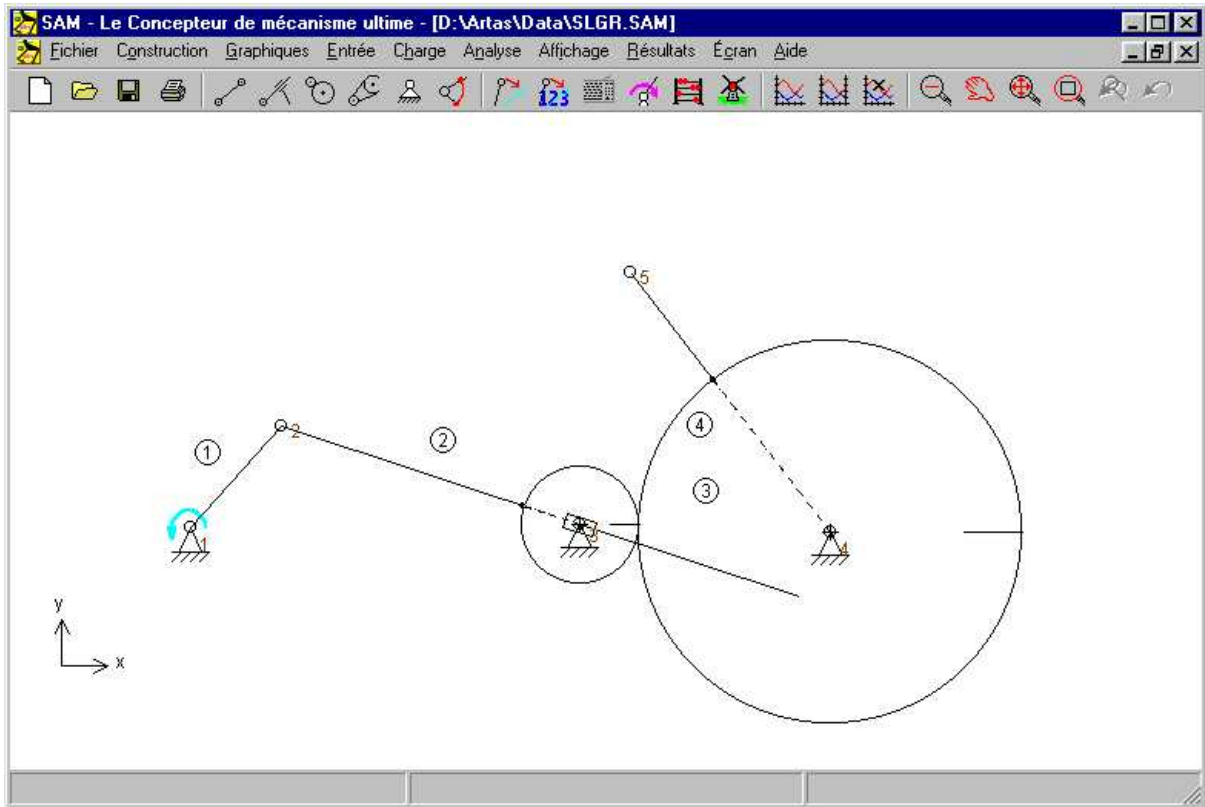 SAM - Le Concepteur de mécanisme ultime - [D:\Artas\Data\SLGR.SAM]
Fichier Construction Graphiques Entrée Charge Analyse Affichage Résultats Écran Aide
123
5
4
2
2
1
3
3
1
4
y
x